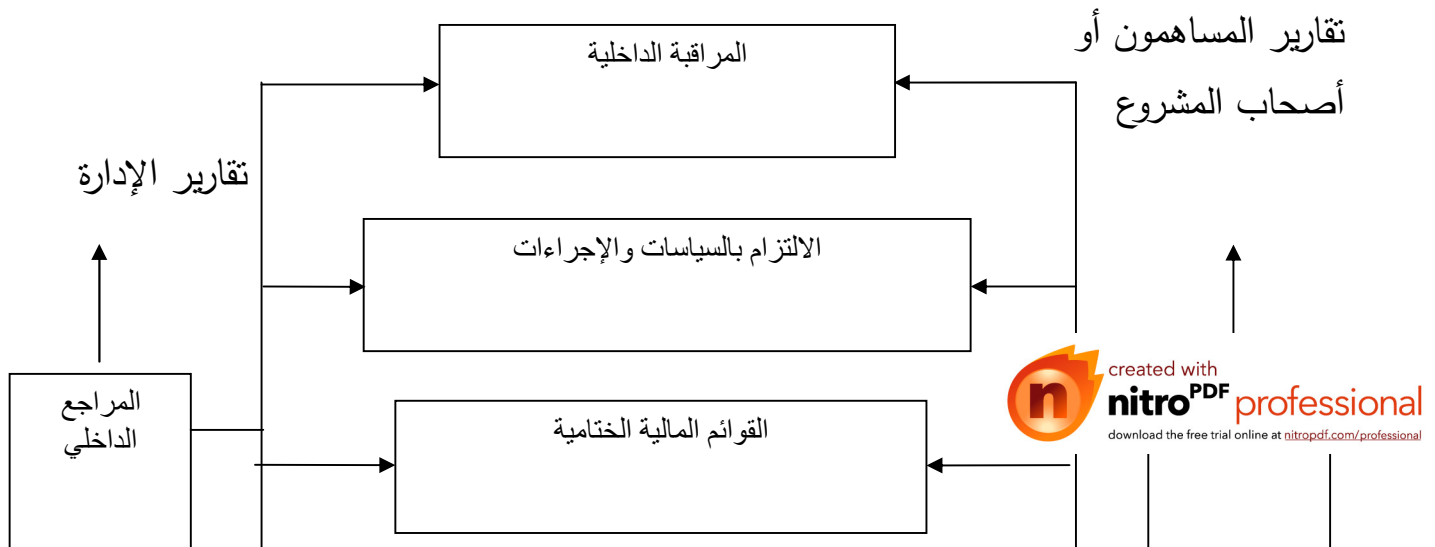 تقارير المساهمون أو
أصحاب المشروع
المراقبة الداخلية
تقارير الإدارة
الالتزام بالسياسات والإجراءات
المراجع
الداخلي
القوائم المالية الختامية
created with
nitroPDF professional
download the free trial online at nitropdf.com/professional